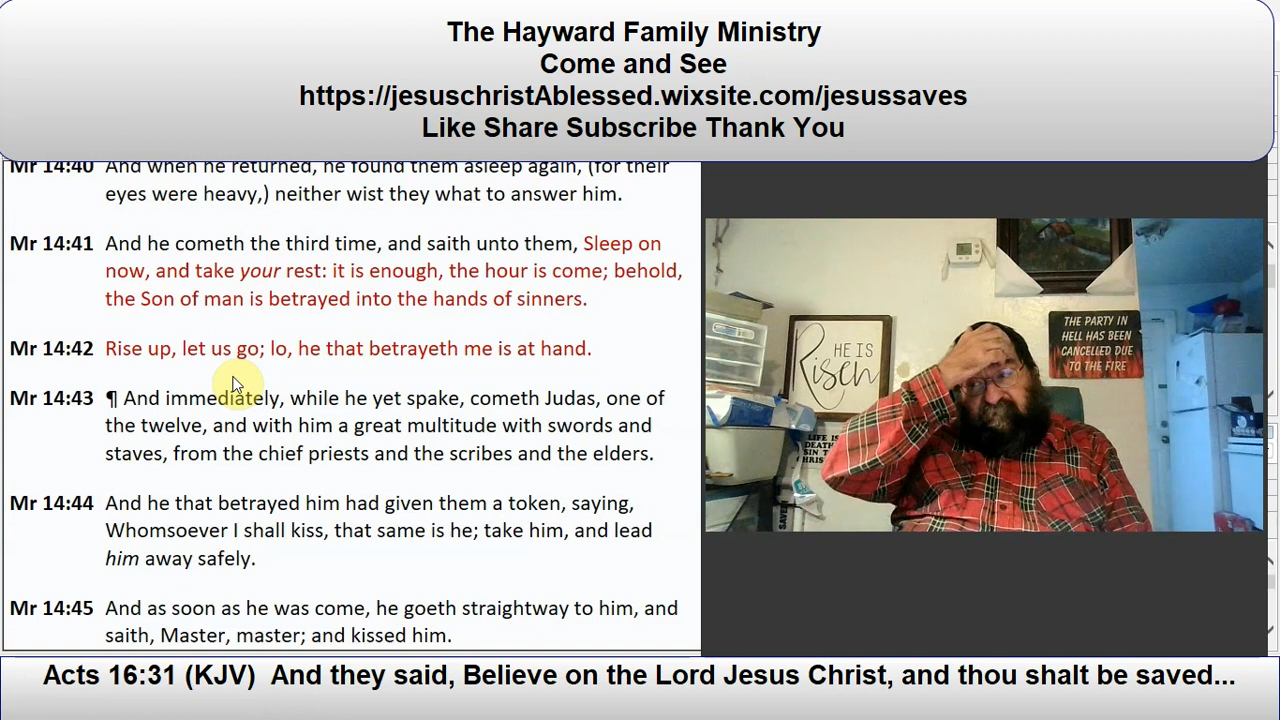 The Hayward Family Ministry
Come and See
https://jesuschristAblessed.wixsite.com/jesussaves
Like Share Subscribe Thank You
Mr 14:40 And when he returned, he found them asleep again, (for their
eyes were heavy,) neither wist they what to answer him.
Mr 14:41 And he cometh the third time, and saith unto them, Sleep on
now, and take your rest: it is enough, the hour is come; behold,
the Son of man is betrayed into the hands of sinners.
Mr 14:42 Rise up, let us go; lo, he that betrayeth me is at hand.
Mr 14:43 ¶ And immediately, while he yet spake, cometh Judas, one of
the twelve, and with him a great multitude with swords and
staves, from the chief priests and the scribes and the elders.
Mr 14:44 And he that betrayed him had given them a token, saying,
Whomsoever I shall kiss, that same is he; take him, and lead
him away safely.
Mr 14:45 And as soon as he was come, he goeth straightway to him, and
saith, Master, master; and kissed him.
HE IS
Risen
THE PARTY IN
HELL HAS BEEN
CANCELLED DUE
TO THE FIRE
LIFE IS
DEATH
SIN
CHRIS
Acts 16:31 (KJV) And they said, Believe on the Lord Jesus Christ, and thou shalt be saved...